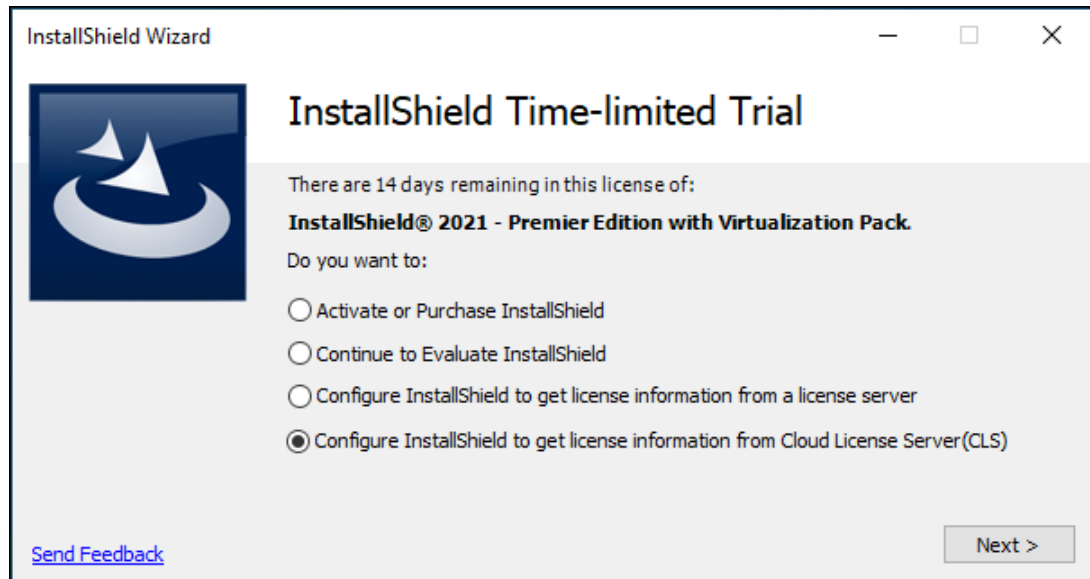 InstallShield Wizard
InstallShield Time-limited Trial
There are 14 days remaining in this license of:
InstallShield® 2021 - Premier Edition with Virtualization Pack.
Do you want to:
Activate or Purchase InstallShield
Continue to Evaluate InstallShield
Configure InstallShield to get license information from a license server
Configure InstallShield to get license information from Cloud License Server(CLS)
Send Feedback
Next >